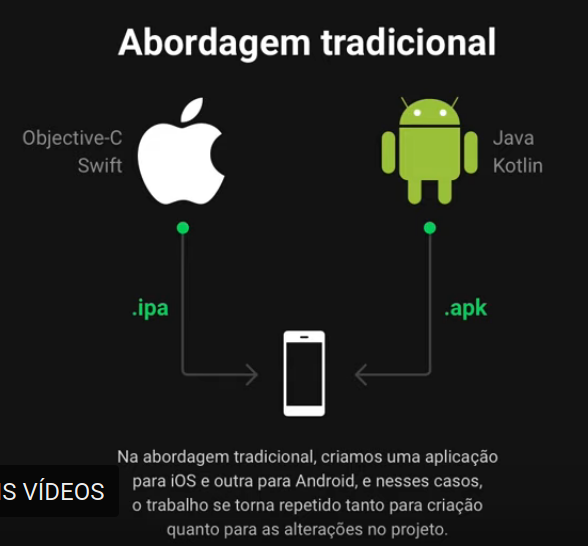 Abordagem tradicional
Objective-C
Swift
Java
Kotlin
.ipa
.apk
Na abordagem tradicional, criamos uma aplicação
para iOS e outra para Android, e nesses casos,
o trabalho se torna repetido tanto para criação
quanto para as alterações no projeto.
IS VÍDEOS